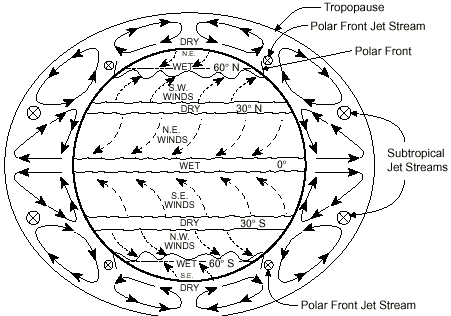 Tropopause
Polar Front Jet Stream
Polar Front
DRY
N.E.
WET 60° N
S.W.
WINDS
DRY 30° N
N.E.
WINDS
WET 0°
Subtropical
Jet Streams
S.E.
WINDS
DRY 30° S
N.W.
WINDS
WET 60° S
S.E.
DRY
Polar Front Jet Stream